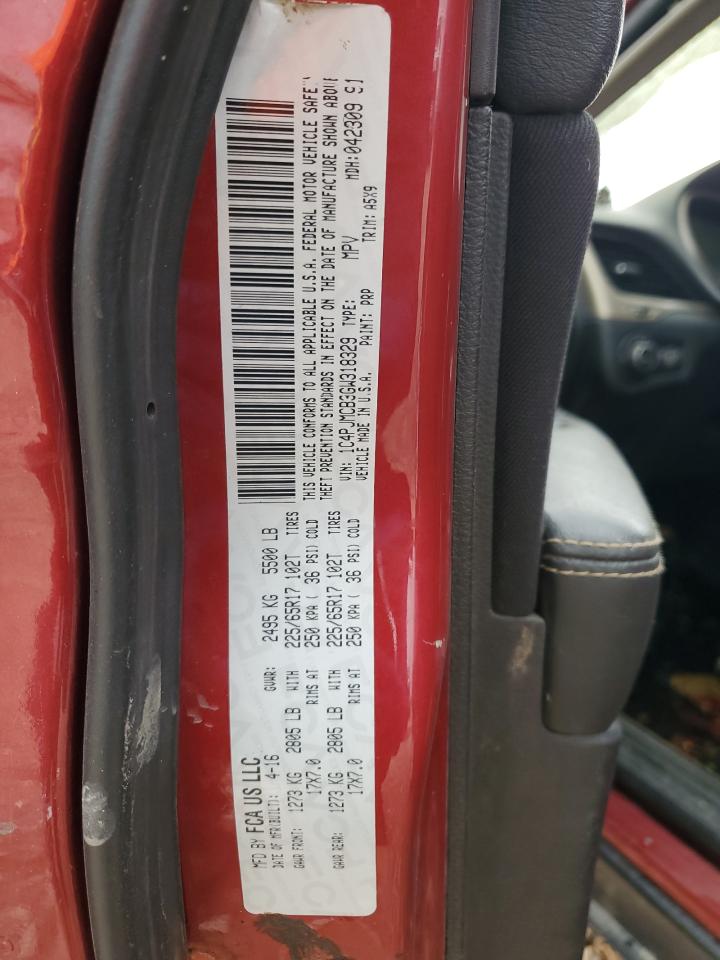 MFD BY FCA US LLC
DATE OF MFR(BUILT): 4-16 GVWR: 2495 KG 5500 LB
GAWR FRONT: 1273 KG 2805 LB WITH 225/65R17 102T TIRES
17X7.0 RIMS AT 250 KPA ( 36 PSI) COLD
GAWR REAR: 1273 KG 2805 LB WITH 225/65R17 102T TIRES
17X7.0 RIMS AT 250 KPA ( 36 PSI) COLD
THIS VEHICLE CONFORMS TO ALL APPLICABLE U.S.A. FEDERAL MOTOR VEHICLE
THEFT PREVENTION STANDARDS IN EFFECT ON THE DATE OF MANUFACTURE SHOWN ABOVE
VIN: 1C4PJMCB3GW318329 TYPE: MPV MDH:042309 91
VEHICLE MADE IN U.S.A. PAINT: PRP TRIM: A5X9